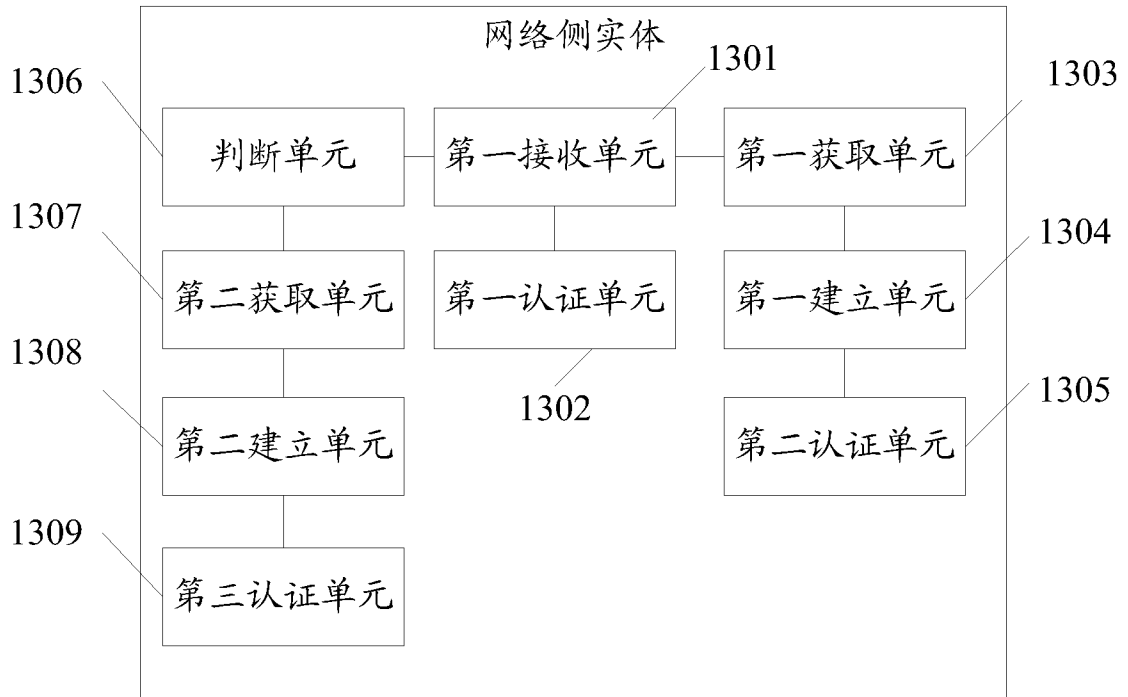 网络侧实体
1306
1301
1303
判断单元
第一接收单元
第一获取单元
1307
1304
第二获取单元
第一认证单元
第一建立单元
1308
1302
1305
第二建立单元
第二认证单元
1309
第三认证单元